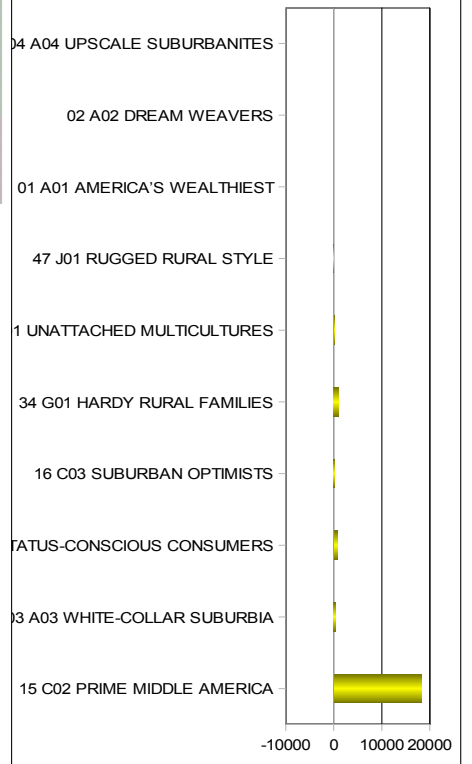 04 A04 UPSCALE SUBURBANITES
02 A02 DREAM WEAVERS
01 A01 AMERICA'S WEALTHIEST
47 J01 RUGGED RURAL STYLE
1 UNATTACHED MULTICULTURES
34 G01 HARDY RURAL FAMILIES
16 C03 SUBURBAN OPTIMISTS
TATUS-CONSCIOUS CONSUMERS
03 A03 WHITE-COLLAR SUBURBIA
15 C02 PRIME MIDDLE AMERICA
-10000 0 10000 20000